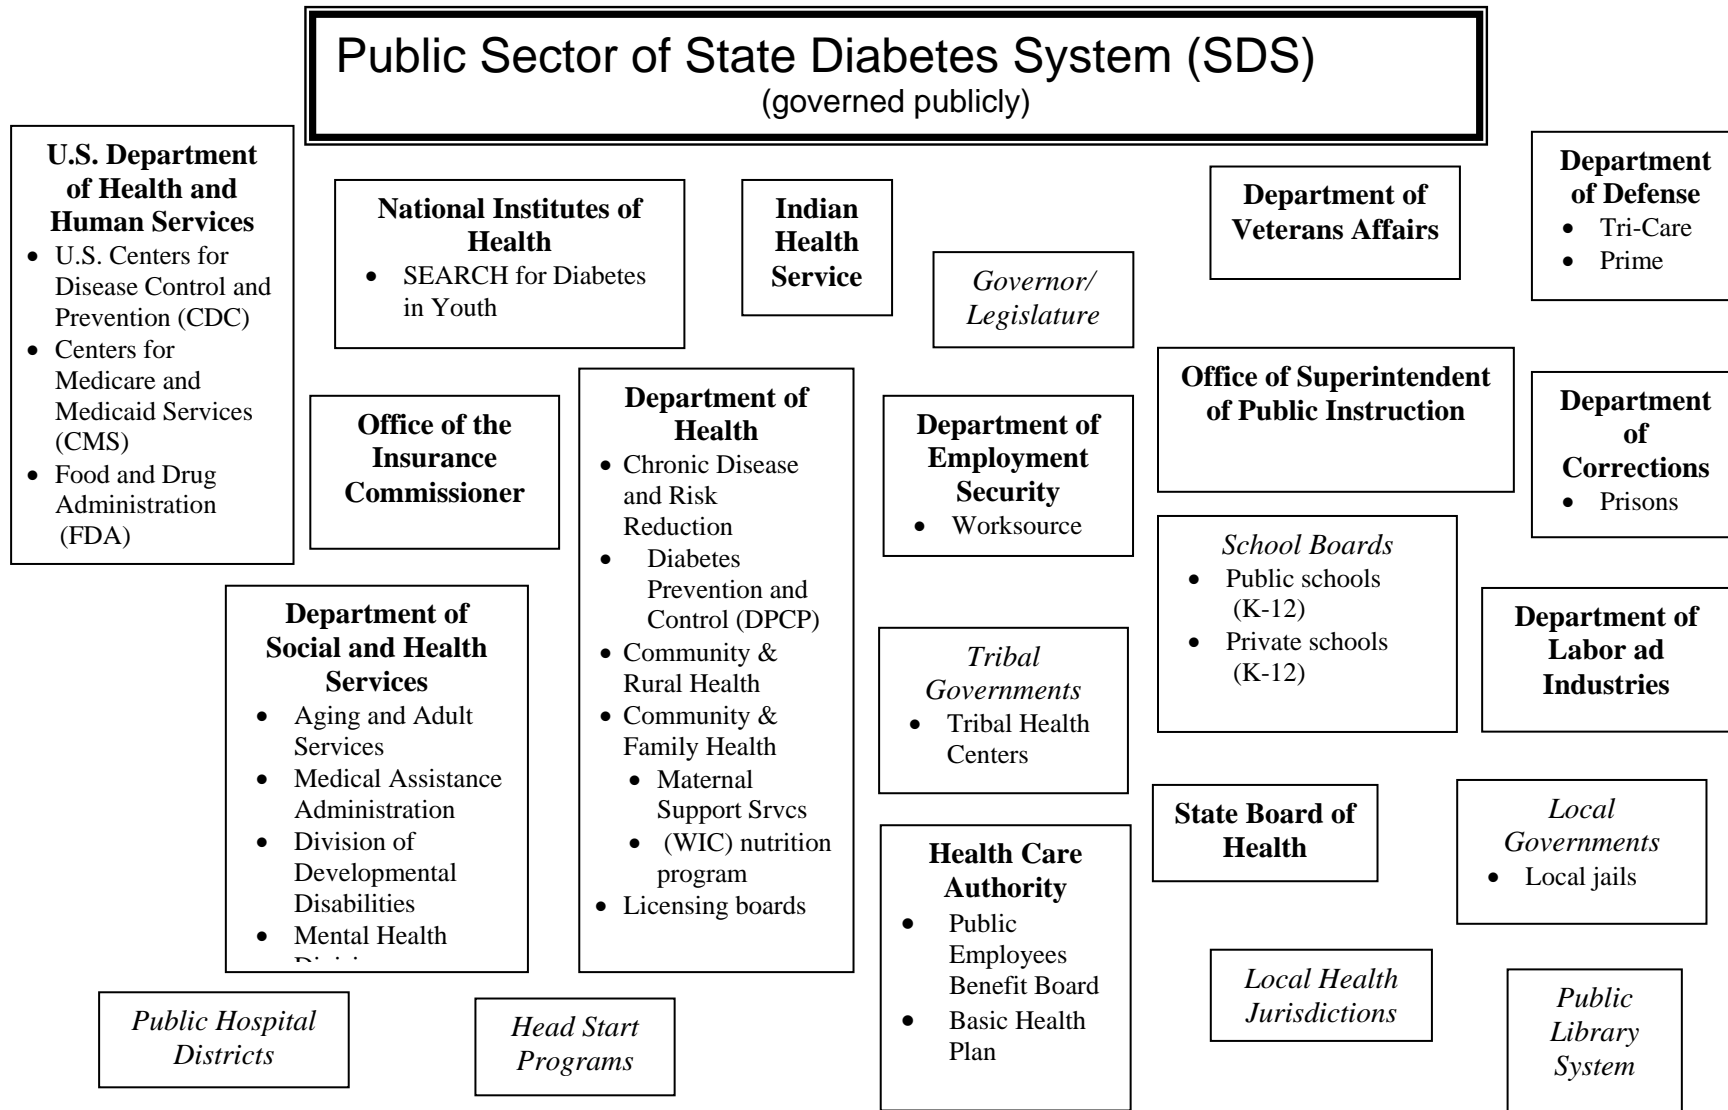 Public Sector of State Diabetes System (SDS)
(governed publicly)
U.S. Department
of Health and
Human Services
• U.S. Centers for
Disease Control and
Prevention (CDC)
• Centers for
Medicare and
Medicaid Services
(CMS)
• Food and Drug
Administration
(FDA)
National Institutes of
Health
• SEARCH for Diabetes
in Youth
Indian
Health
Service
Governor/
Legislature
Department of
Veterans Affairs
Department
of Defense
• Tri-Care
• Prime
Office of the
Insurance
Commissioner
Department of
Health
• Chronic Disease
and Risk
Reduction
• Diabetes
Prevention and
Control (DPCP)
• Community &
Rural Health
• Community &
Family Health
• Maternal
Support Srvcs
• (WIC) nutrition
program
• Licensing boards
Department of
Employment
Security
• Worksource
Office of Superintendent
of Public Instruction
Department
of
Corrections
• Prisons
School Boards
• Public schools
(K-12)
• Private schools
(K-12)
Department of
Social and Health
Services
• Aging and Adult
Services
• Medical Assistance
Administration
• Division of
Developmental
Disabilities
• Mental Health
Tribal
Governments
• Tribal Health
Centers
Department of
Labor ad
Industries
State Board of
Health
Local
Governments
• Local jails
Health Care
Authority
• Public
Employees
Benefit Board
• Basic Health
Plan
Local Health
Jurisdictions
Public
Library
System
Public Hospital
Districts
Head Start
Programs